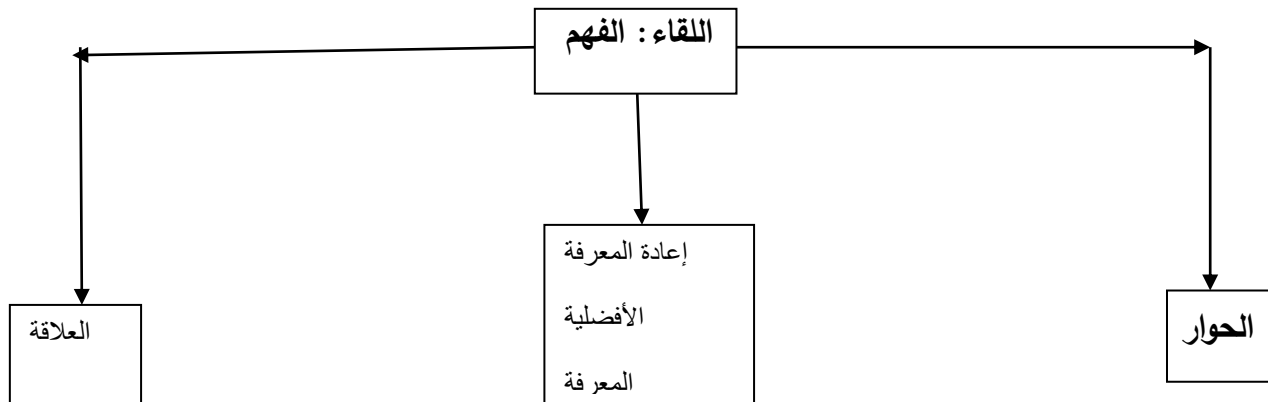 اللقاء: الفهم
الحوار
إعادة المعرفة
الأفضلية
المعرفة
العلاقة